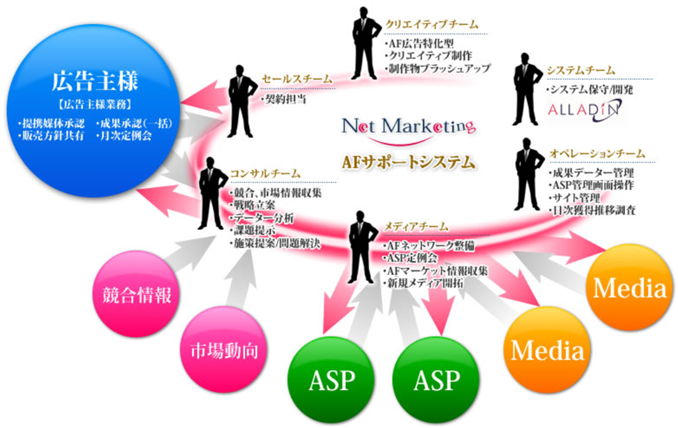 クリエイティブチーム
・AF広告特化型
・クリエイティブ制作
・制作物ブラッシュアップ
広告主様
【広告主様業務】
・提携媒体承認 ・成果承認(一括)
・販売方針共有 ・月次定例会
セールスチーム
・契約担当
システムチーム
・システム保守/開発
ALLADiN
Net Marketing
AFサポートシステム
コンサルチーム
・競合、市場情報収集
・戦略立案
・データー分析
・課題提示
・施策提案/問題解決
オペレーションチーム
・成果データー管理
・ASP管理画面操作
・サイト管理
・日次獲得推移調査
メディアチーム
・AFネットワーク整備
・ASP定例会
・AFマーケット情報収集
・新規メディア開拓
競合情報
市場動向
ASP
ASP
Media
Media